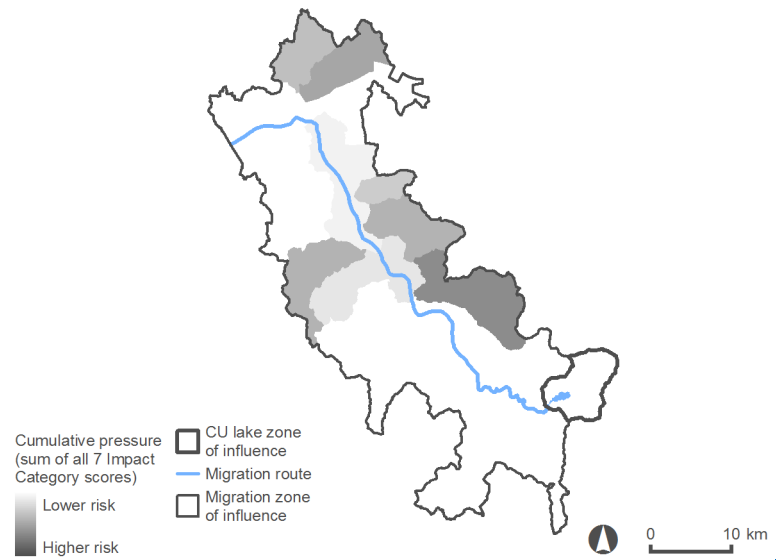 Cumulative pressure
(sum of all 7 Impact
Category scores)
Lower risk
Higher risk
CU lake zone
of influence
Migration route
Migration zone
of influence
0 10 km